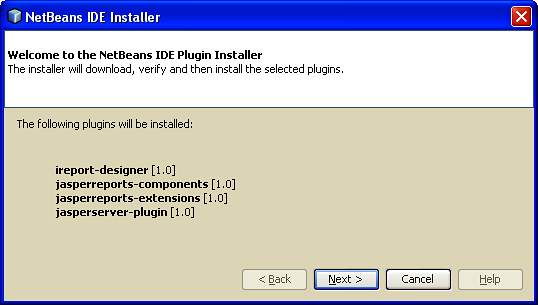 NetBeans IDE Installer
Welcome to the NetBeans IDE Plugin Installer
The installer will download, verify and then install the selected plugins.
The following plugins will be installed:
ireport-designer [1.0]
jasperreports-components [1.0]
jasperreports-extensions [1.0]
jasperserver-plugin [1.0]
< Back Next > Cancel Help